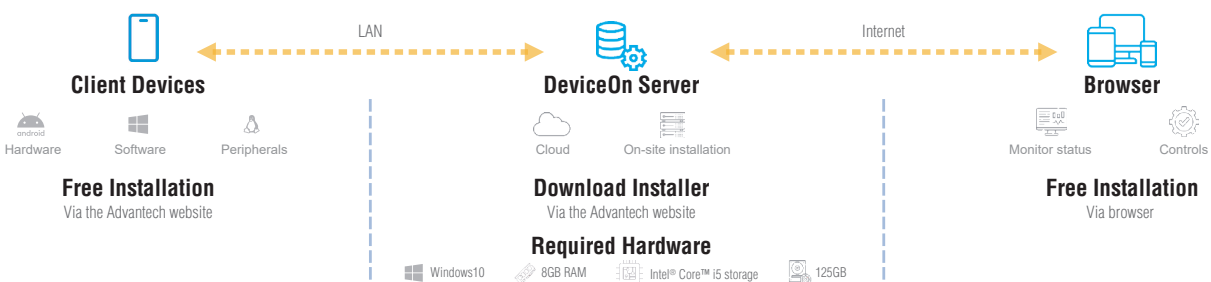 LAN
Internet
Client Devices
DeviceOn Server
Browser
android
Hardware
Software
Peripherals
Cloud
On-site installation
Monitor status
Controls
Free Installation
Via the Advantech website
Download Installer
Via the Advantech website
Free Installation
Via browser
Required Hardware
Windows10
8GB RAM
Intel® Core™ i5 storage
125GB